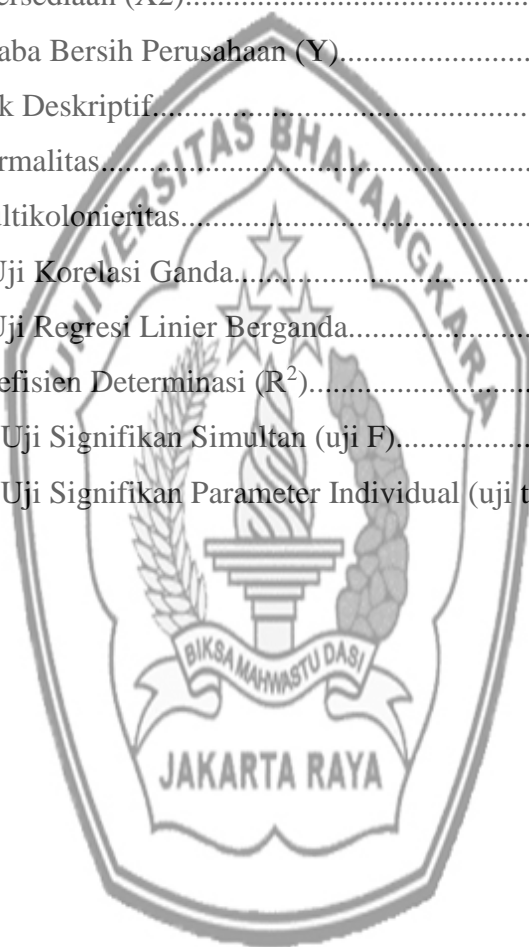 ersediaan (X2)......................
aba Bersih Perusahaan (Y)......................
k Deskriptif......................
rmalitas......................
ltikolonieritas......................
Uji Korelasi Ganda......................
Uji Regresi Linier Berganda......................
efisien Determinasi (R²)......................
Uji Signifikan Simultan (uji F)......................
Uji Signifikan Parameter Individual (uji t
UNIVERSITAS BHAYANGKARA
BIKSA MAHWASTU DASI
JAKARTA RAYA